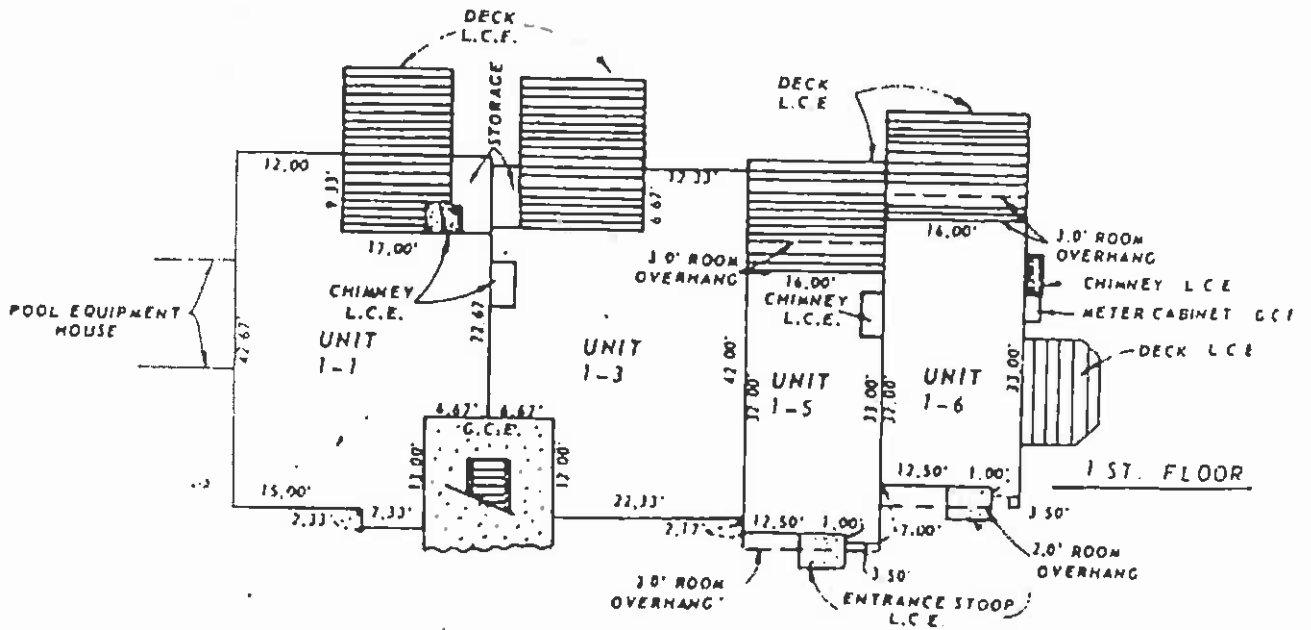 DECK
L.C.E.
STORAGE
DECK
L.C.E
12.00
9.33'
17.00'
12.33'
6.67'
16.00'
3.0' ROOM
OVERHANG
3.0' ROOM
OVERHANG
16.00'
CHIMNEY
L.C.E.
CHIMNEY
L.C.E.
CHIMNEY L.C.E
METER CABINET G.C.E
DECK L.C.E
POOL EQUIPMENT
HOUSE
42.67'
22.67
UNIT
1-1
UNIT
1-3
42.00'
33.00'
UNIT
1-5
33.00'
33.00'
UNIT
1-6
33.00'
6.67' 6.67'
G.C.E.
13.00'
12.00'
15.00'
2.33' 7.33'
22.33'
2.17'
12.50' 1.00'
7.00'
3.50'
12.50' 1.00'
3.50'
1 ST. FLOOR
2.0' ROOM
OVERHANG
OVERHANG
ENTRANCE STOOP
L.C.E.